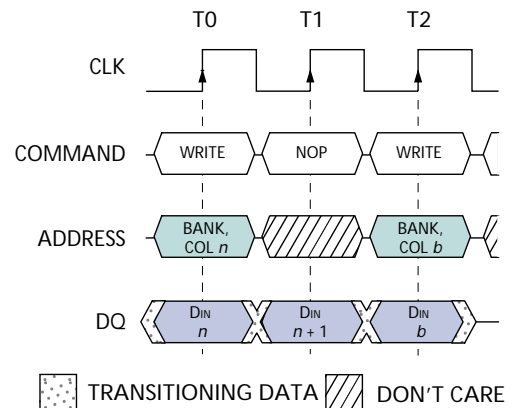 T0 T1 T2
CLK
COMMAND WRITE NOP WRITE
ADDRESS BANK, COL n BANK, COL b
DQ DIN n DIN n + 1 DIN b
TRANSITIONING DATA DON'T CARE